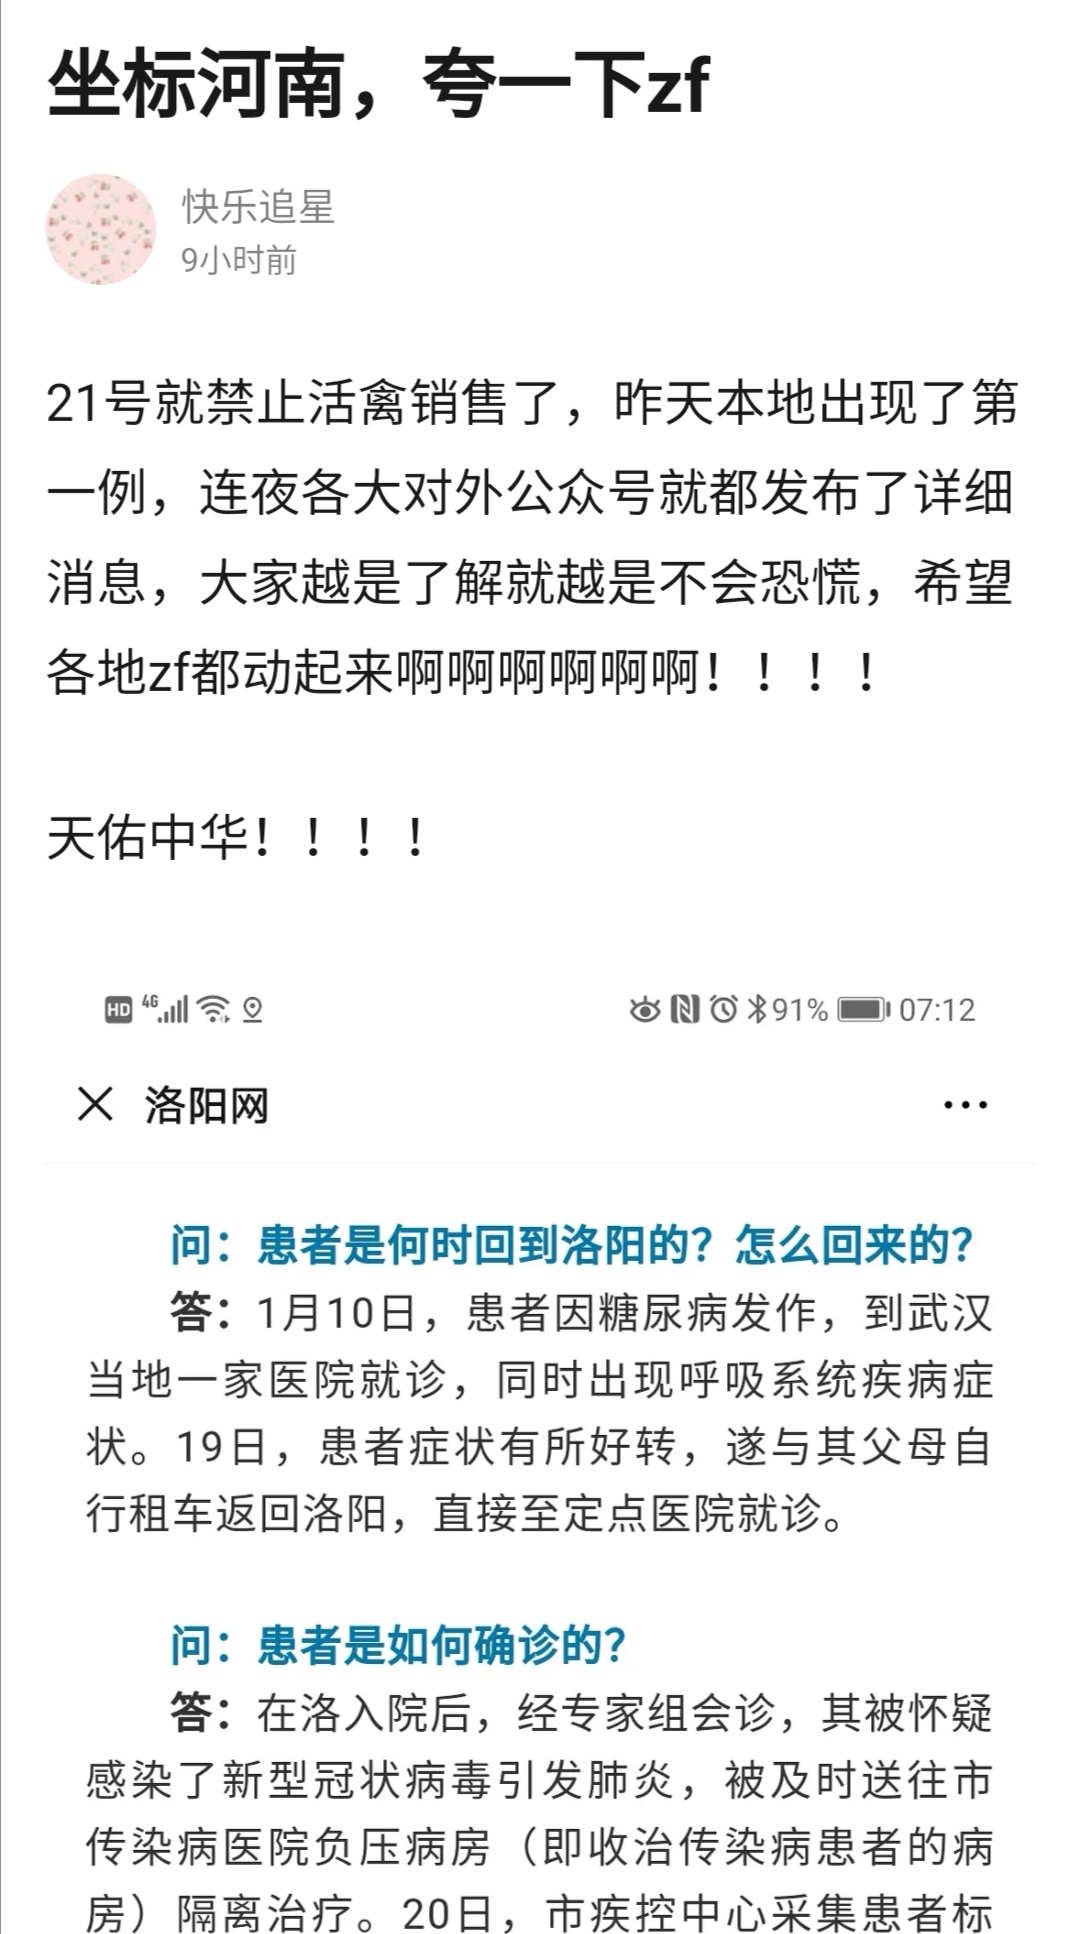 坐标河南，夸一下zf
快乐追星
9小时前
21号就禁止活禽销售了，昨天本地出现了第
一例，连夜各大对外公众号就都发布了详细
消息，大家越是了解就越是不会恐慌，希望
各地zf都动起来啊啊啊啊啊啊！！！！
天佑中华！！！！
HD 4G 91% 07:12
洛阳网
问：患者是何时回到洛阳的？怎么回来的？
答：1月10日，患者因糖尿病发作，到武汉
当地一家医院就诊，同时出现呼吸系统疾病症
状。19日，患者症状有所好转，遂与其父母自
行租车返回洛阳，直接至定点医院就诊。
问：患者是如何确诊的？
答：在洛入院后，经专家组会诊，其被怀疑
感染了新型冠状病毒引发肺炎，被及时送往市
传染病医院负压病房（即收治传染病患者的病
房）隔离治疗。20日，市疾控中心采集患者标